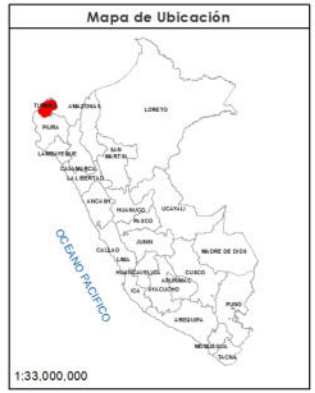 Mapa de Ubicación
TUMBES
AMAZONAS
LORETO
PIURA
LAMBAYEQUE
SAN
MARTIN
CAJAMARCA
LA LIBERTAD
ANCASH
HUANUCO
UCAYALI
PASCO
OCEANO PACIFICO
CALLAO
JUNIN
LIMA
MADRE DE DIOS
HUANCAVELICA
CUSCO
APURIMAC
ICA
AYACUCHO
PUNO
AREQUIPA
MOQUEGUA
TACNA
1:33,000,000